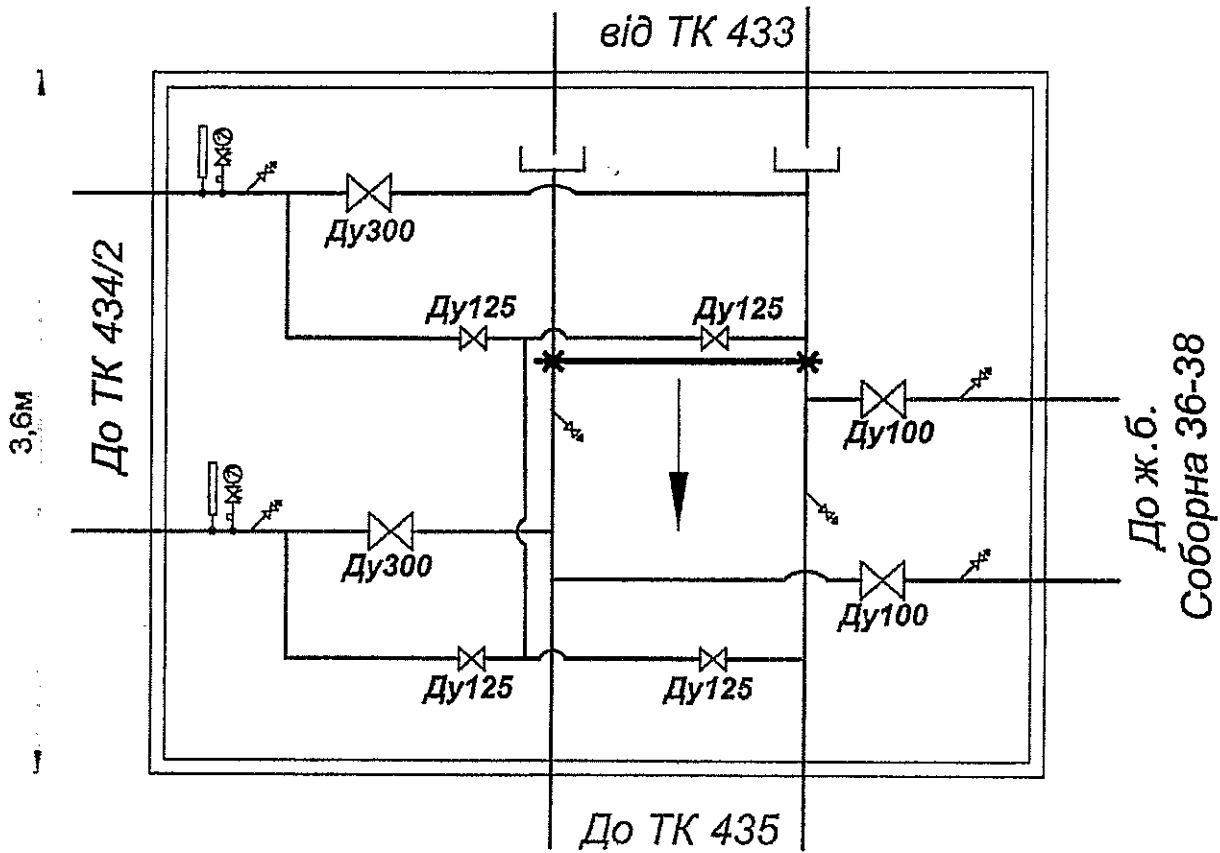 від ТК 433
Ду300
До ТК 434/2
Ду125
Ду125
3,6м
Ду100
До ж.б.
Соборна 36-38
Ду300
Ду100
Ду125
Ду125
До ТК 435